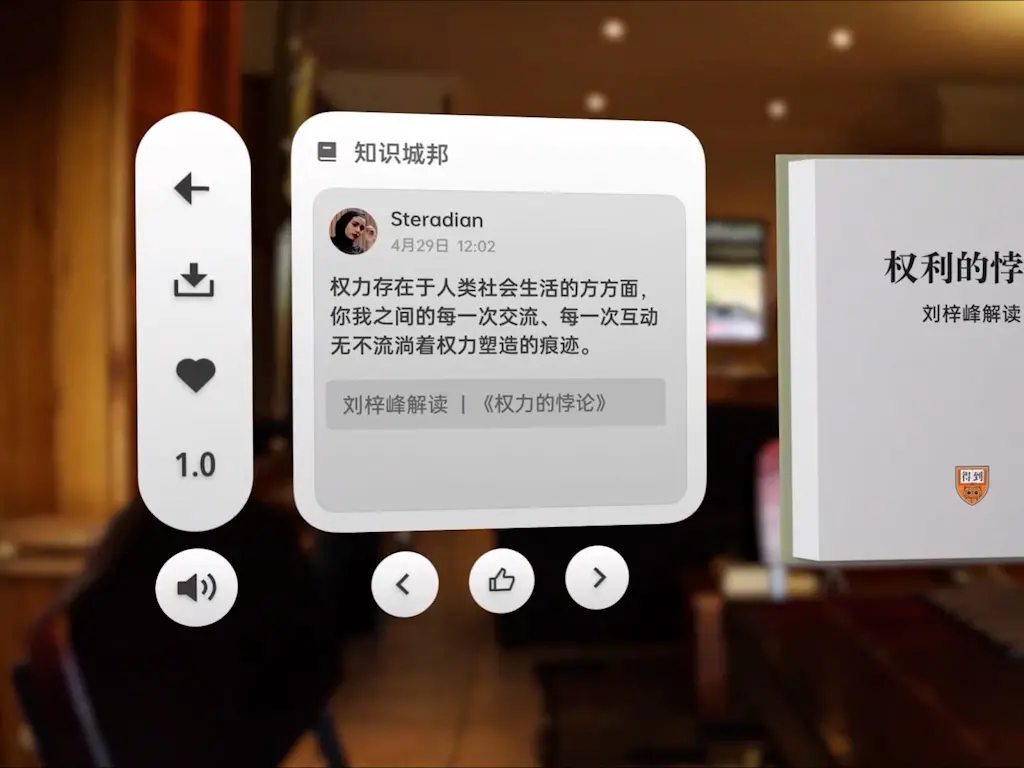 知识城邦
Steradian
4月29日 12:02
权力存在于人类社会生活的方方面，
你我之间的每一次交流、每一次互动
无不流淌着权力塑造的痕迹。
刘梓峰解读 | 《权力的悖论》
1.0
权利的悖
刘梓峰解读
得到